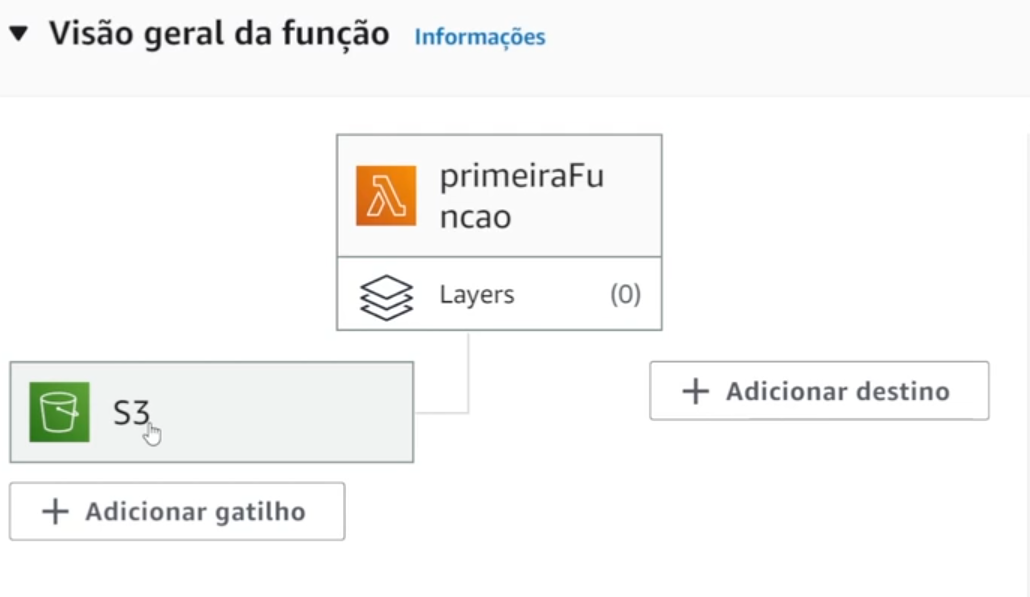 Visão geral da função Informações
primeiraFu
ncao
Layers (0)
S3
+ Adicionar destino
+ Adicionar gatilho